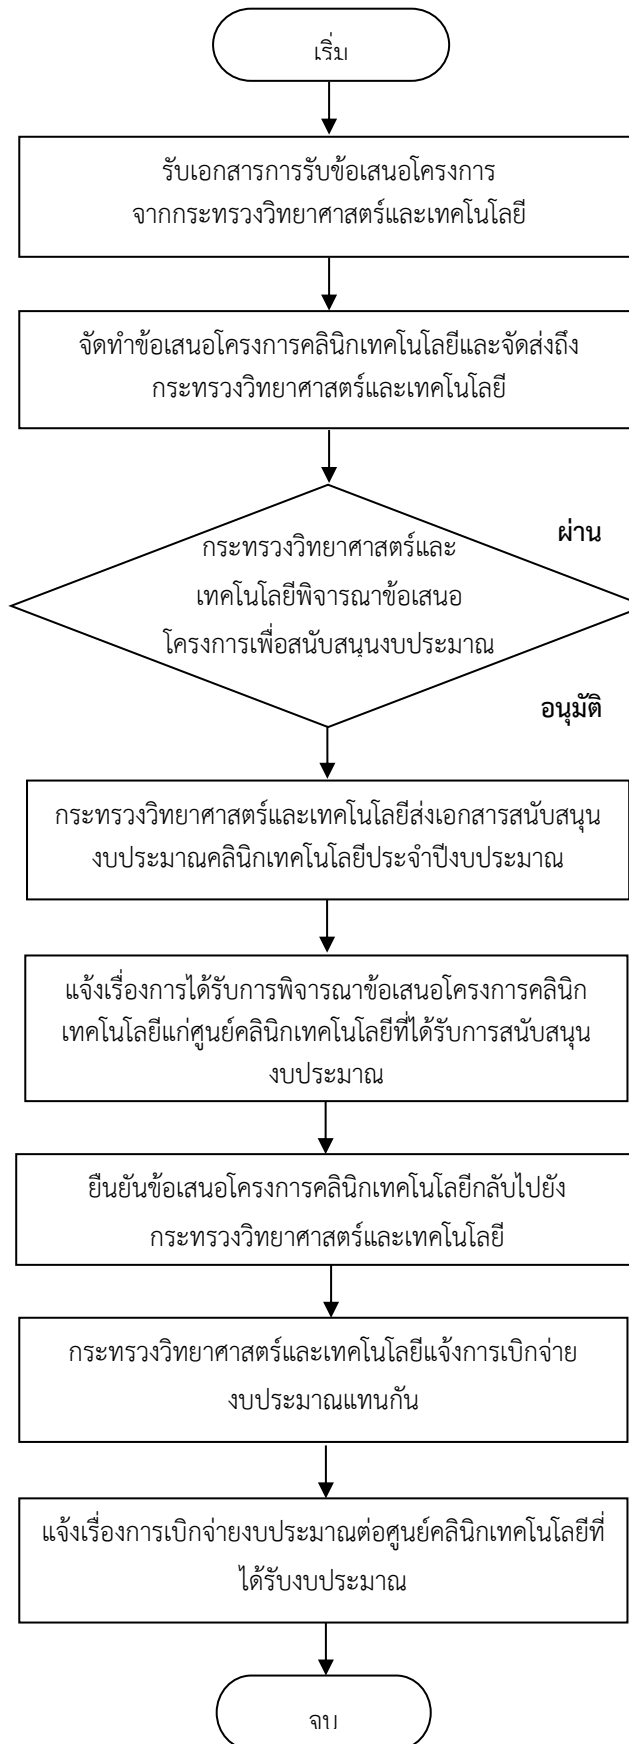 เริ่ม
รับเอกสารการรับข้อเสนอโครงการ
จากกระทรวงวิทยาศาสตร์และเทคโนโลยี
จัดทำข้อเสนอโครงการคลินิกเทคโนโลยีและจัดส่งถึง
กระทรวงวิทยาศาสตร์และเทคโนโลยี
ผ่าน
กระทรวงวิทยาศาสตร์และ
เทคโนโลยีพิจารณาข้อเสนอ
โครงการเพื่อสนับสนุนงบประมาณ
อนุมัติ
กระทรวงวิทยาศาสตร์และเทคโนโลยีส่งเอกสารสนับสนุน
งบประมาณคลินิกเทคโนโลยีประจำปีงบประมาณ
แจ้งเรื่องการได้รับการพิจารณาข้อเสนอโครงการคลินิก
เทคโนโลยีแก่ศูนย์คลินิกเทคโนโลยีที่ได้รับการสนับสนุน
งบประมาณ
ยืนยันข้อเสนอโครงการคลินิกเทคโนโลยีกลับไปยัง
กระทรวงวิทยาศาสตร์และเทคโนโลยี
กระทรวงวิทยาศาสตร์และเทคโนโลยีแจ้งการเบิกจ่าย
งบประมาณแทนกัน
แจ้งเรื่องการเบิกจ่ายงบประมาณต่อศูนย์คลินิกเทคโนโลยีที่
ได้รับงบประมาณ
จบ